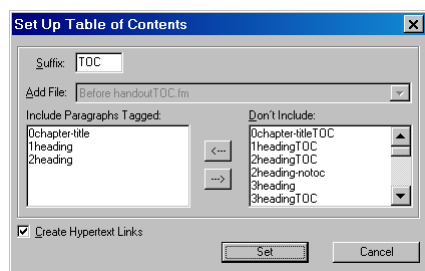 Set Up Table of Contents
Suffix: TOC
Add File: Before handoutTOC.fm
Include Paragraphs Tagged:
0chapter-title
1heading
2heading
<---
--->
Don't Include:
0chapter-titleTOC
1headingTOC
2headingTOC
2heading-notoc
3heading
3headingTOC
Create Hypertext Links
Set
Cancel